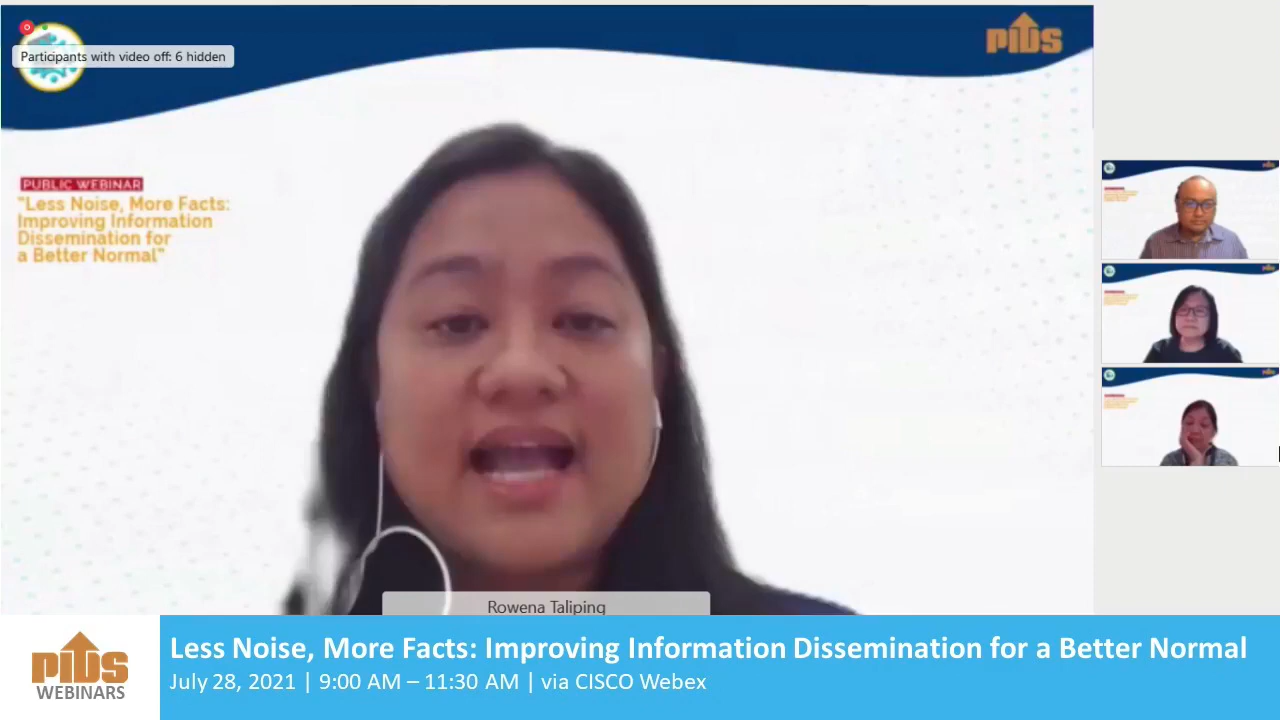 Participants with video off: 6 hidden
PIDS
PUBLIC WEBINAR
"Less Noise, More Facts:
Improving Information
Dissemination for
a Better Normal"
Rowena Taliping
PIDS
WEBINARS
Less Noise, More Facts: Improving Information Dissemination for a Better Normal
July 28, 2021 | 9:00 AM – 11:30 AM | via CISCO Webex